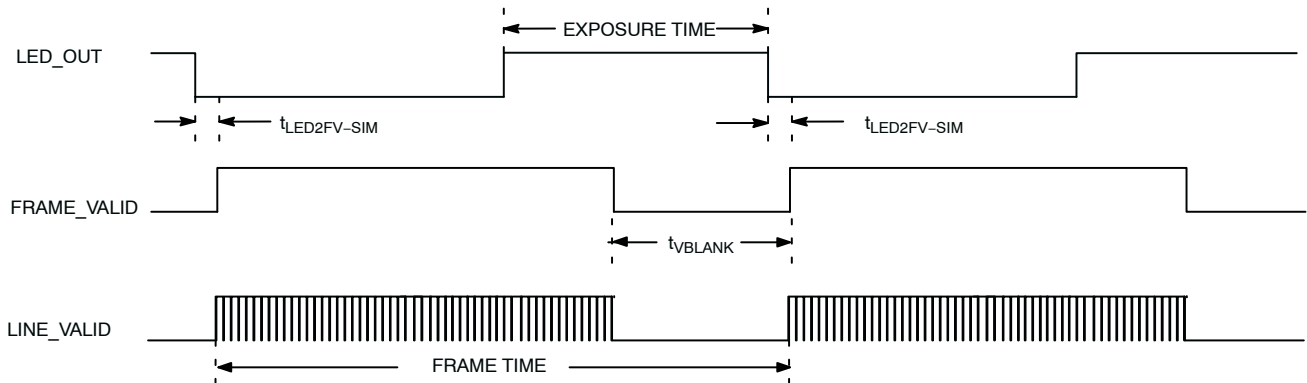 EXPOSURE TIME
LED_OUT
tLED2FV–SIM
tLED2FV–SIM
FRAME_VALID
tVBLANK
LINE_VALID
FRAME TIME